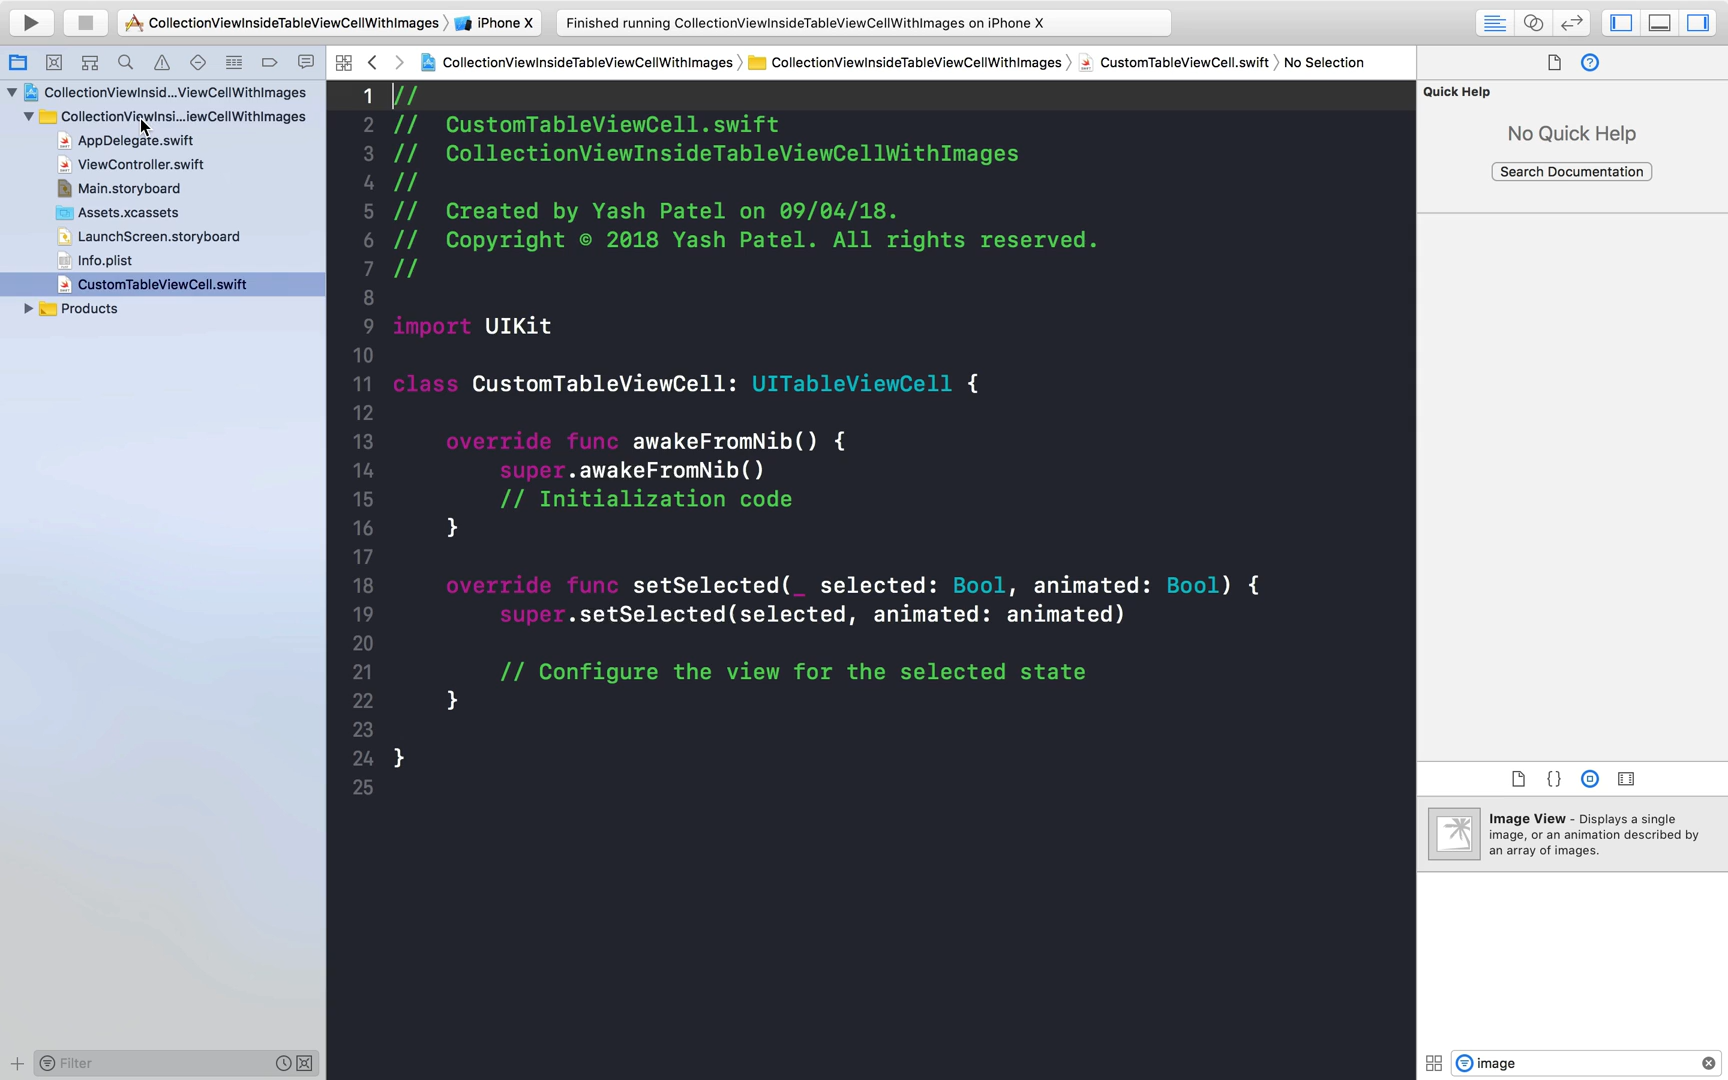 CollectionViewInsideTableViewCellWithImages 〉 iPhone X
Finished running CollectionViewInsideTableViewCellWithImages on iPhone X
CollectionViewInsideTableViewCellWithImages 〉 CollectionViewInsideTableViewCellWithImages 〉 CustomTableViewCell.swift 〉 No Selection
CollectionViewInsid...ViewCellWithImages
CollectionViewInsi...iewCellWithImages
AppDelegate.swift
ViewController.swift
Main.storyboard
Assets.xcassets
LaunchScreen.storyboard
Info.plist
CustomTableViewCell.swift
Products
Filter
1 //
2 //  CustomTableViewCell.swift
3 //  CollectionViewInsideTableViewCellWithImages
4 //
5 //  Created by Yash Patel on 09/04/18.
6 //  Copyright © 2018 Yash Patel. All rights reserved.
7 //
8
9 import UIKit
10
11 class CustomTableViewCell: UITableViewCell {
12
13     override func awakeFromNib() {
14         super.awakeFromNib()
15         // Initialization code
16     }
17
18     override func setSelected(_ selected: Bool, animated: Bool) {
19         super.setSelected(selected, animated: animated)
20
21         // Configure the view for the selected state
22     }
23
24 }
25
Quick Help
No Quick Help
Search Documentation
{}
Image View - Displays a single
image, or an animation described by
an array of images.
image